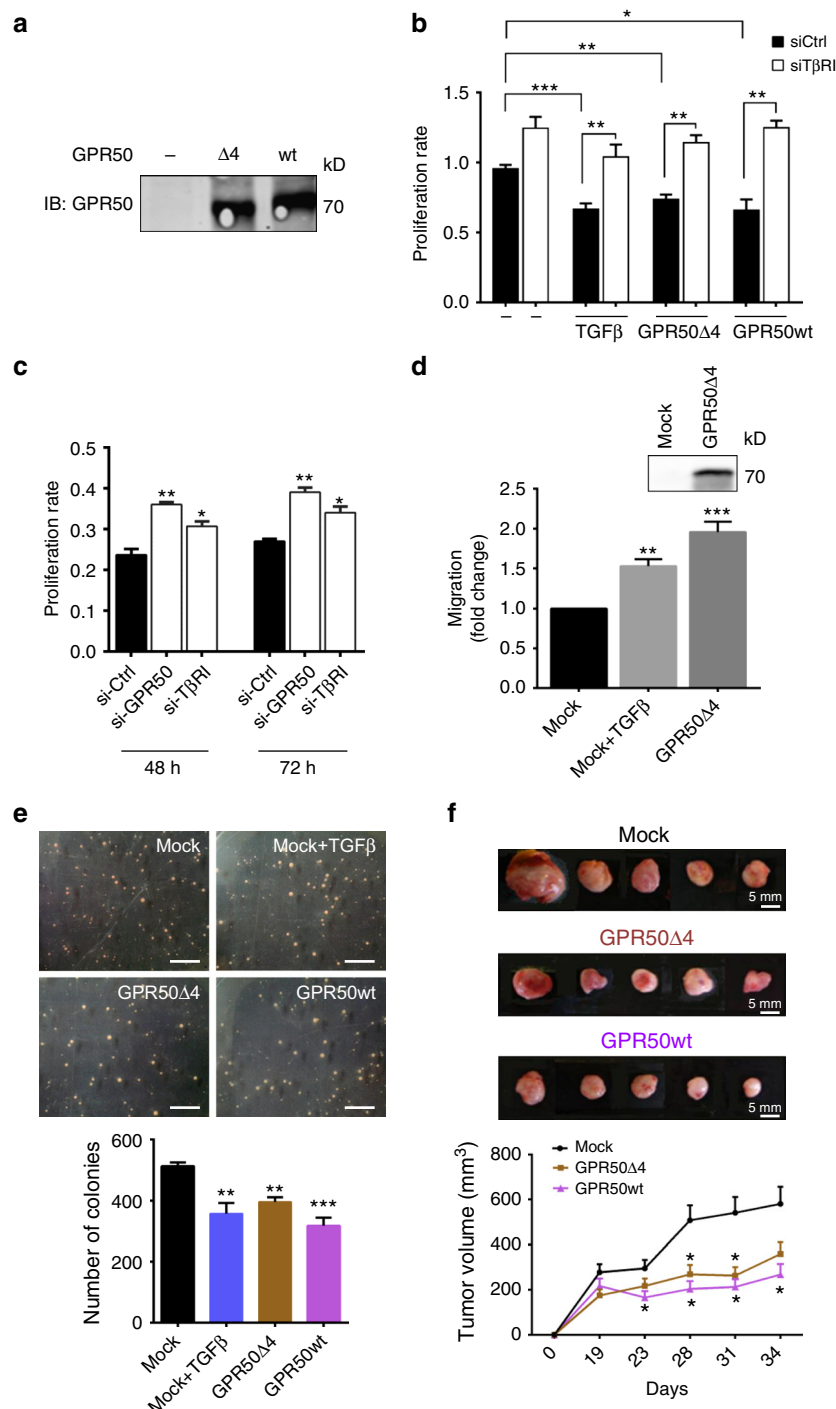 a
GPR50 – Δ4 wt kD
IB: GPR50 70
b
*
**
***
**
**
**
siCtrl
siTβRI
Proliferation rate
1.5
1.0
0.5
0.0
– – TGFβ GPR50Δ4 GPR50wt
c
Proliferation rate
0.5
0.4
0.3
0.2
0.1
0.0
** * ** *
si-Ctrl si-GPR50 si-TβRI si-Ctrl si-GPR50 si-TβRI
48 h 72 h
d
Mock GPR50Δ4 kD
70
Migration
(fold change)
2.5
2.0
1.5
1.0
0.5
0.0
** ***
Mock Mock+TGFβ GPR50Δ4
e
Mock Mock+TGFβ
GPR50Δ4 GPR50wt
Number of colonies
600
400
200
0
** ** ***
Mock Mock+TGFβ GPR50Δ4 GPR50wt
f
Mock
5 mm
GPR50Δ4
5 mm
GPR50wt
5 mm
Tumor volume (mm³)
800
600
400
200
0
Mock
GPR50Δ4
GPR50wt
* *
* * * *
0 19 23 28 31 34
Days